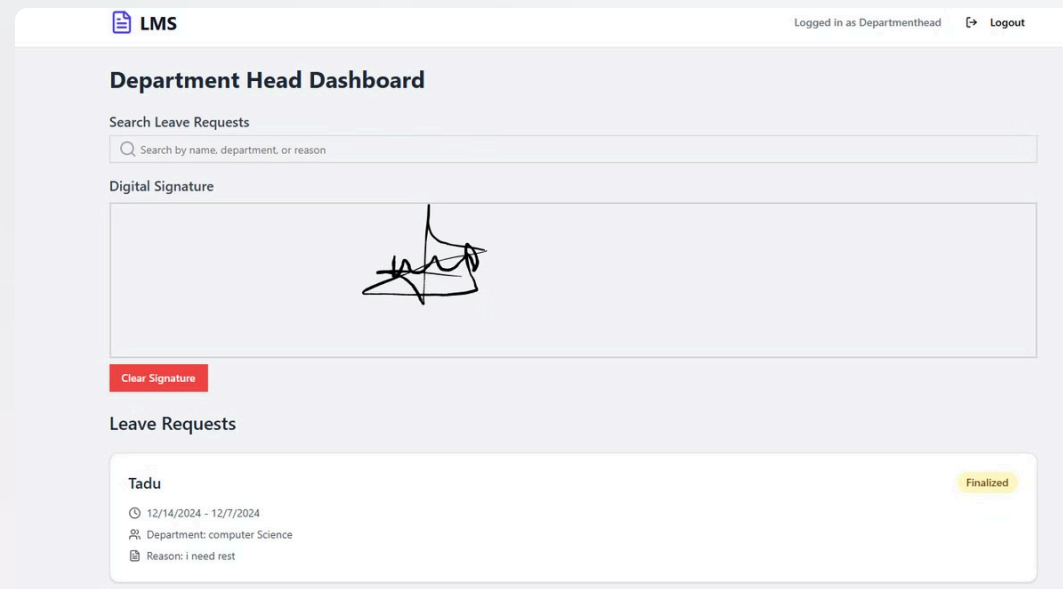 LMS
Logged in as Departmenthead
Logout
Department Head Dashboard
Search Leave Requests
Search by name, department, or reason
Digital Signature
Clear Signature
Leave Requests
Tadu
Finalized
12/14/2024 - 12/7/2024
Department: computer Science
Reason: i need rest